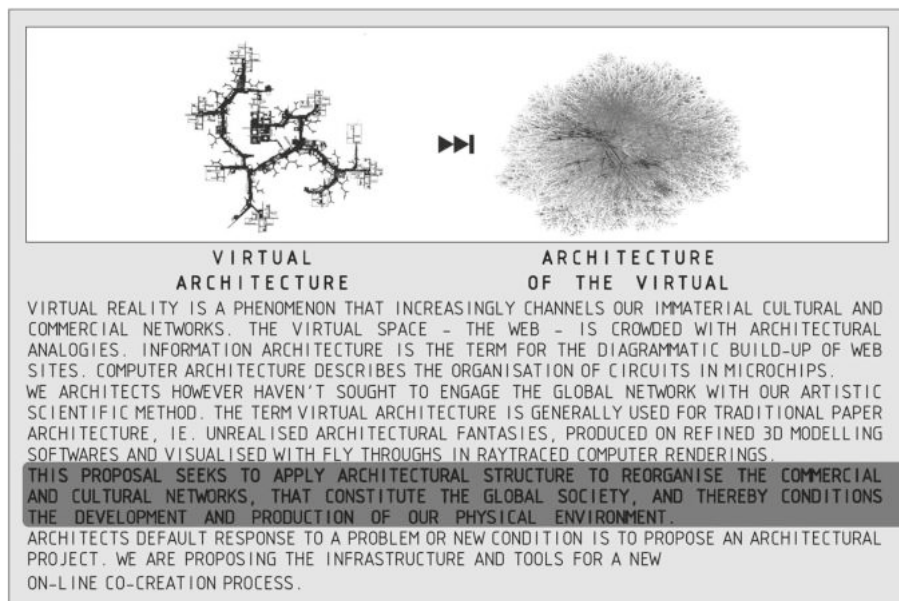 VIRTUAL ARCHITECTURE
ARCHITECTURE OF THE VIRTUAL
VIRTUAL REALITY IS A PHENOMENON THAT INCREASINGLY CHANNELS OUR IMMATERIAL CULTURAL AND
COMMERCIAL NETWORKS. THE VIRTUAL SPACE - THE WEB - IS CROWDED WITH ARCHITECTURAL
ANALOGIES. INFORMATION ARCHITECTURE IS THE TERM FOR THE DIAGRAMMATIC BUILD-UP OF WEB
SITES. COMPUTER ARCHITECTURE DESCRIBES THE ORGANISATION OF CIRCUITS IN MICROCHIPS.
WE ARCHITECTS HOWEVER HAVEN'T SOUGHT TO ENGAGE THE GLOBAL NETWORK WITH OUR ARTISTIC
SCIENTIFIC METHOD. THE TERM VIRTUAL ARCHITECTURE IS GENERALLY USED FOR TRADITIONAL PAPER
ARCHITECTURE, IE. UNREALISED ARCHITECTURAL FANTASIES, PRODUCED ON REFINED 3D MODELLING
SOFTWARES AND VISUALISED WITH FLY THROUGHS IN RAYTRACED COMPUTER RENDERINGS.
THIS PROPOSAL SEEKS TO APPLY ARCHITECTURAL STRUCTURE TO REORGANISE THE COMMERCIAL
AND CULTURAL NETWORKS, THAT CONSTITUTE THE GLOBAL SOCIETY, AND THEREBY CONDITIONS
THE DEVELOPMENT AND PRODUCTION OF OUR PHYSICAL ENVIRONMENT.
ARCHITECTS DEFAULT RESPONSE TO A PROBLEM OR NEW CONDITION IS TO PROPOSE AN ARCHITECTURAL
PROJECT. WE ARE PROPOSING THE INFRASTRUCTURE AND TOOLS FOR A NEW
ON-LINE CO-CREATION PROCESS.